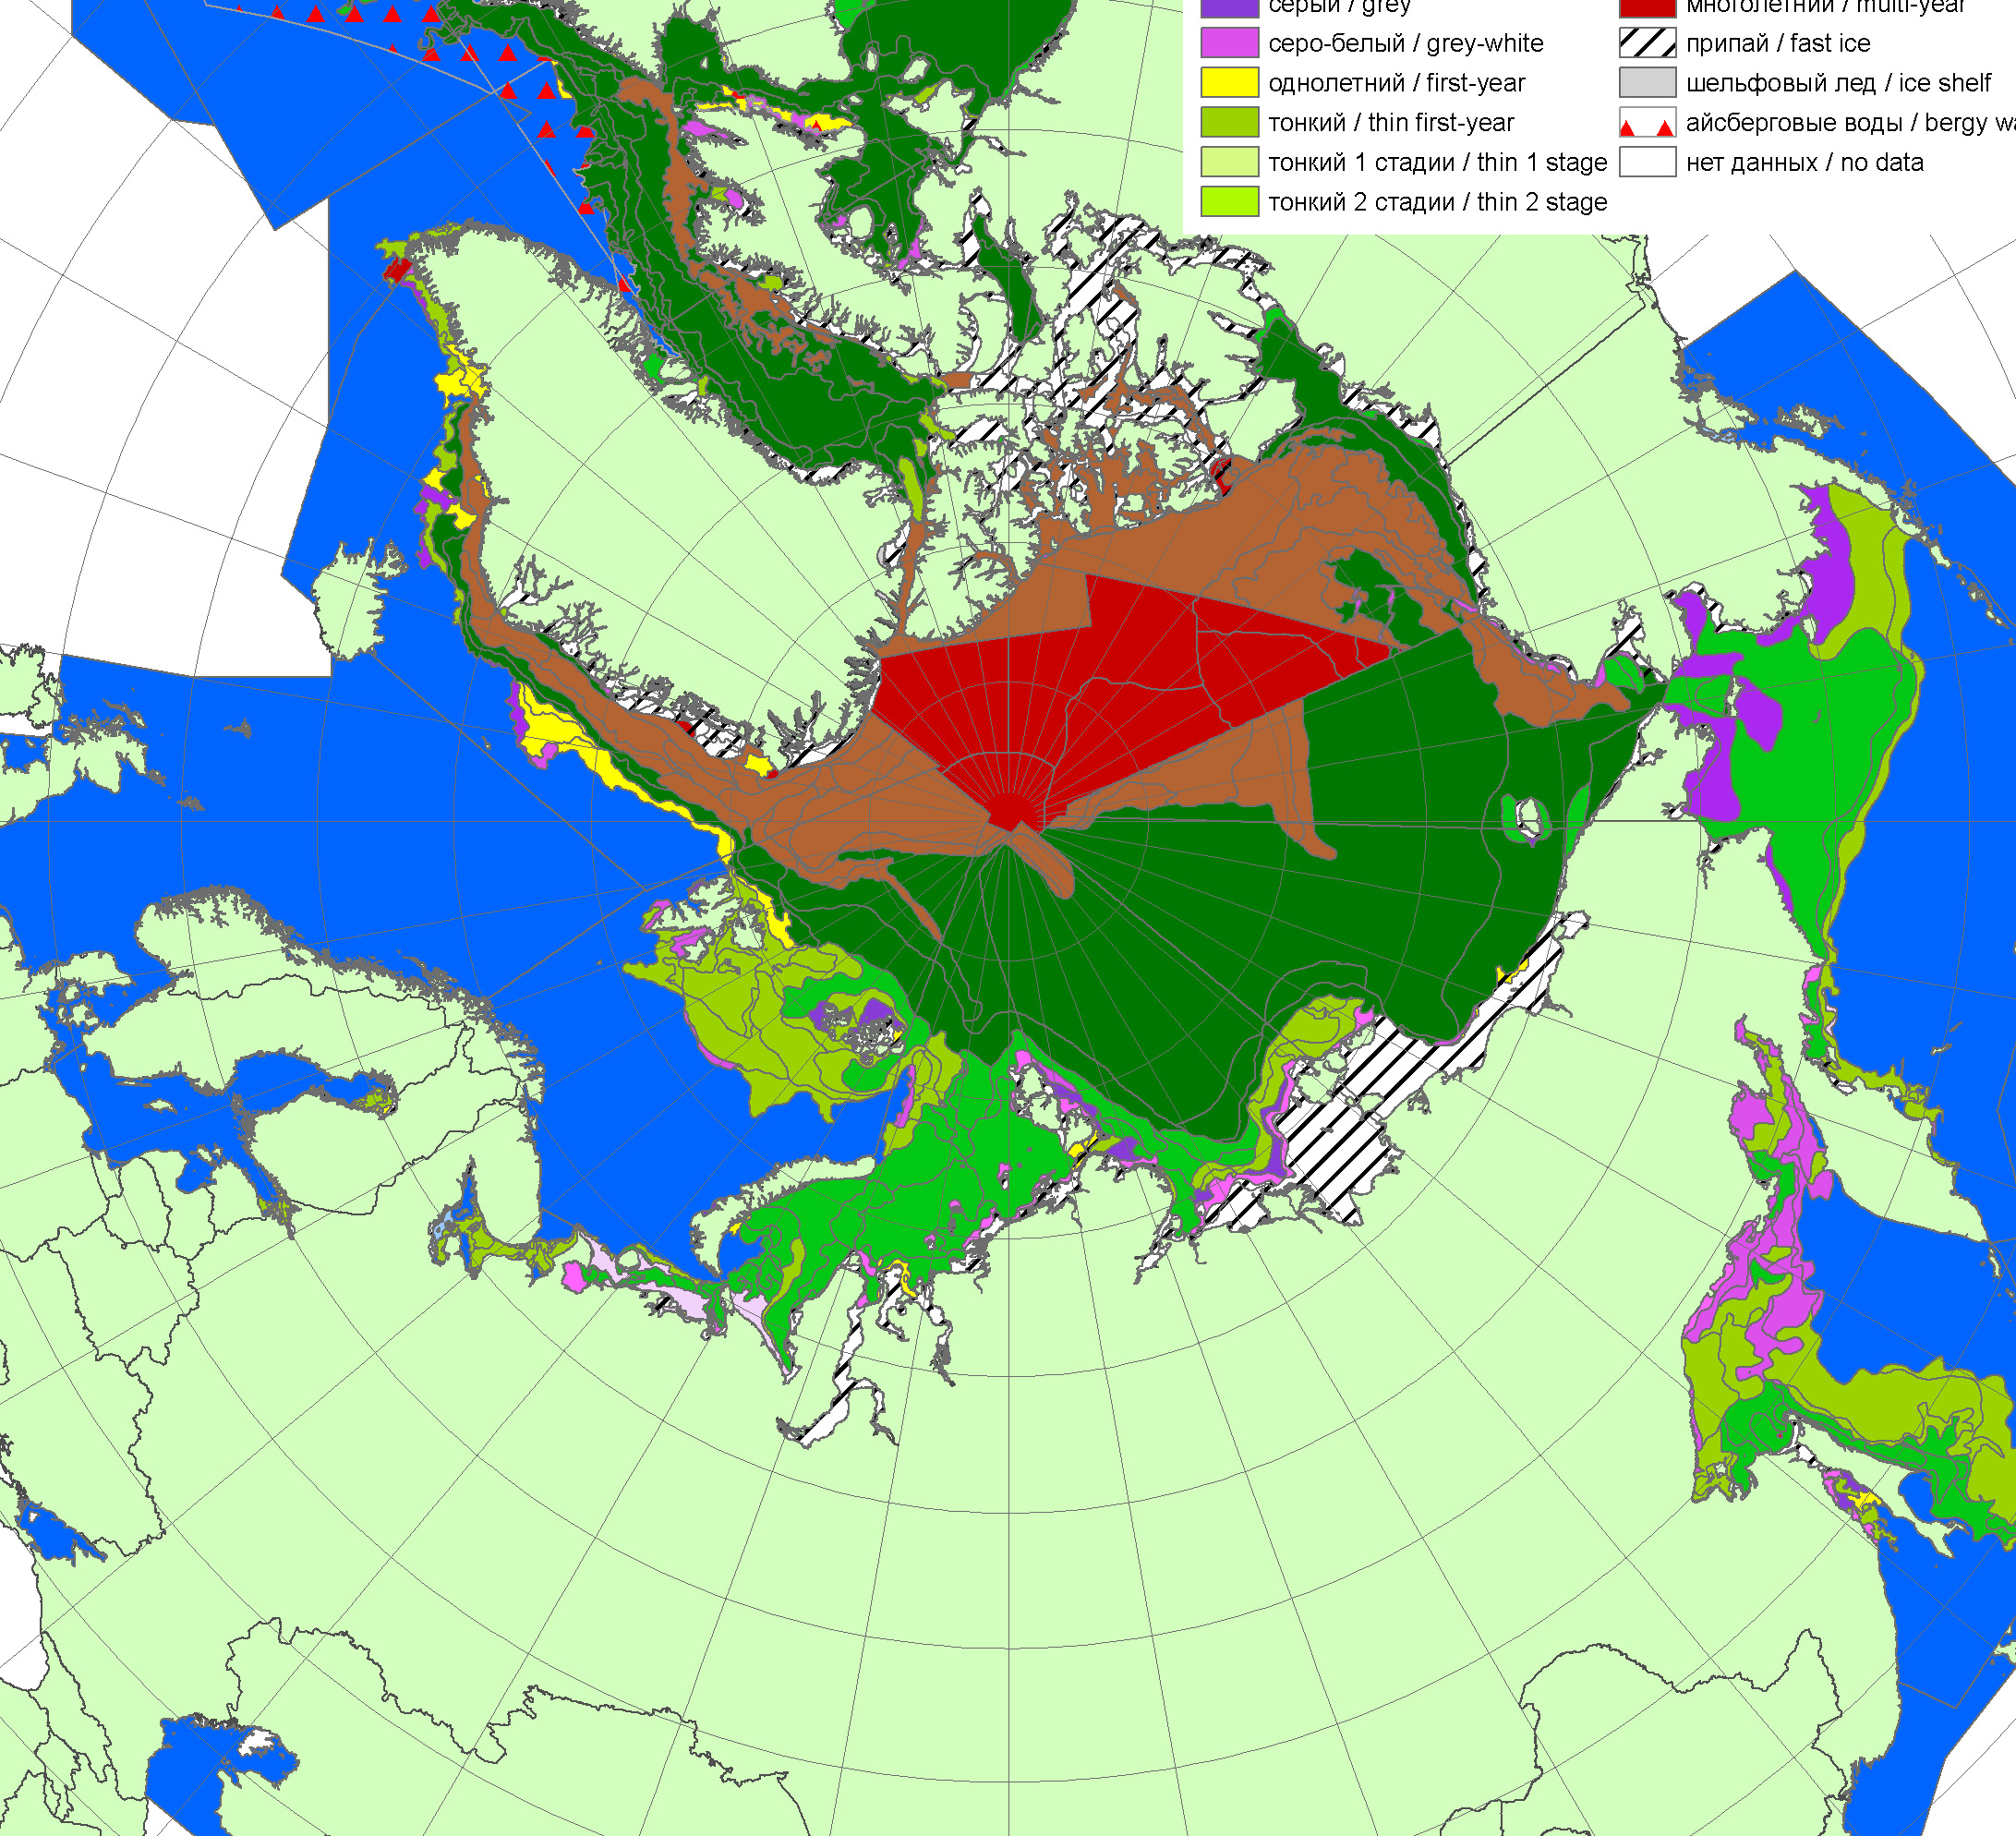 серый / grey
серо-белый / grey-white
однолетний / first-year
тонкий / thin first-year
тонкий 1 стадии / thin 1 stage
тонкий 2 стадии / thin 2 stage
многолетний / multi-year
припай / fast ice
шельфовый лед / ice shelf
айсберговые воды / bergy wa
нет данных / no data